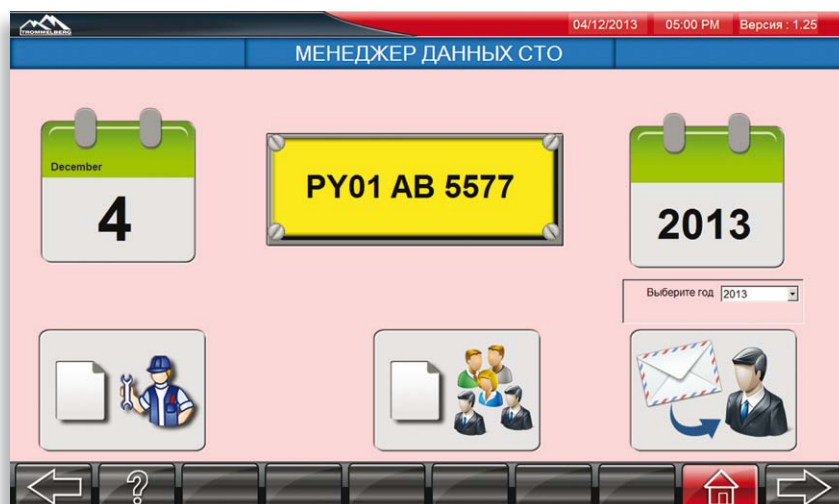 TROMMELBERG
04/12/2013 05:00 PM Версия : 1.25
МЕНЕДЖЕР ДАННЫХ СТО
December
4
PY01 AB 5577
2013
Выберите год 2013
?